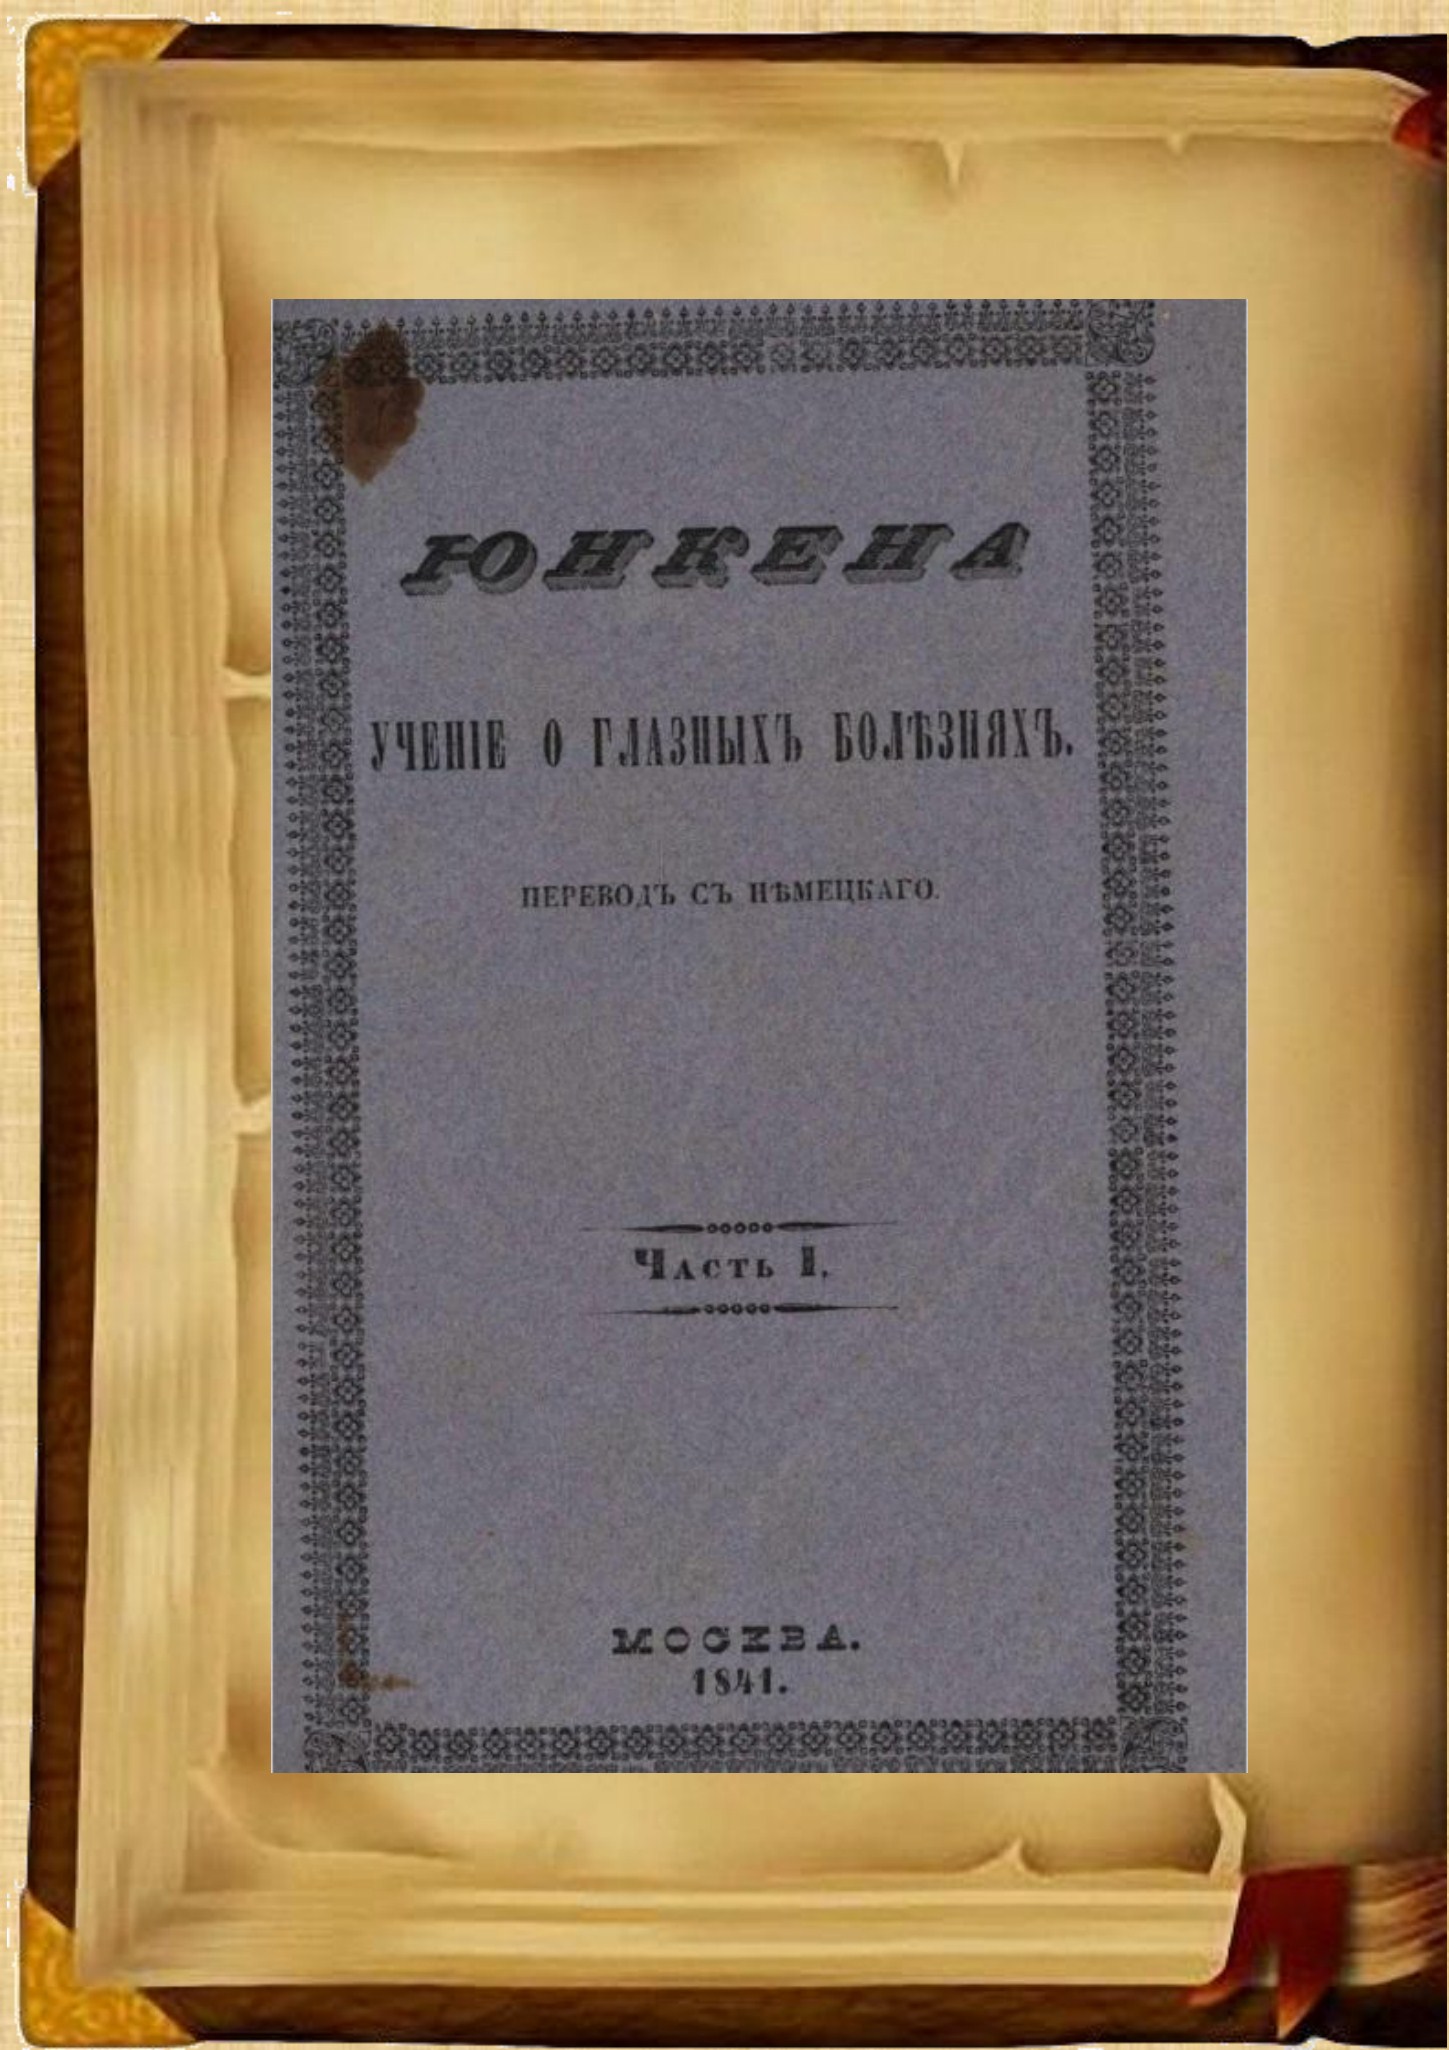 ЮНКЕНА
УЧЕНІЕ О ГЛАЗНЫХЪ БОЛѢЗНЯХЪ.
ПЕРЕВОДЪ СЪ НѢМЕЦКАГО.
ЧАСТЬ I.
МОСКВА.
1841.